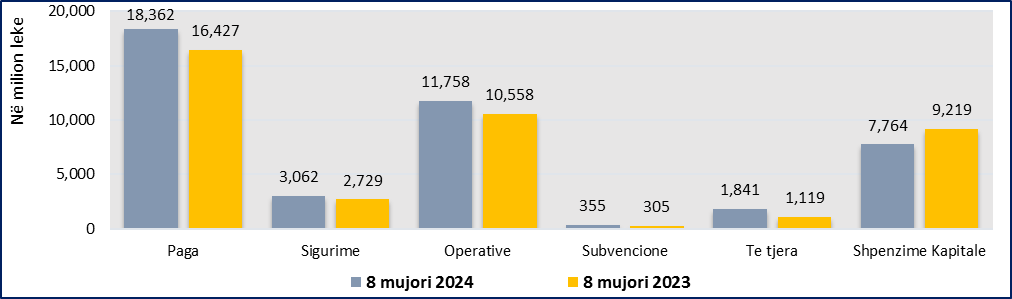 Në milion leke
20,000
15,000
10,000
5,000
0
18,362
16,427
3,062
2,729
11,758
10,558
355
305
1,841
1,119
7,764
9,219
Paga
Sigurime
Operative
Subvencione
Te tjera
Shpenzime Kapitale
8 mujori 2024
8 mujori 2023